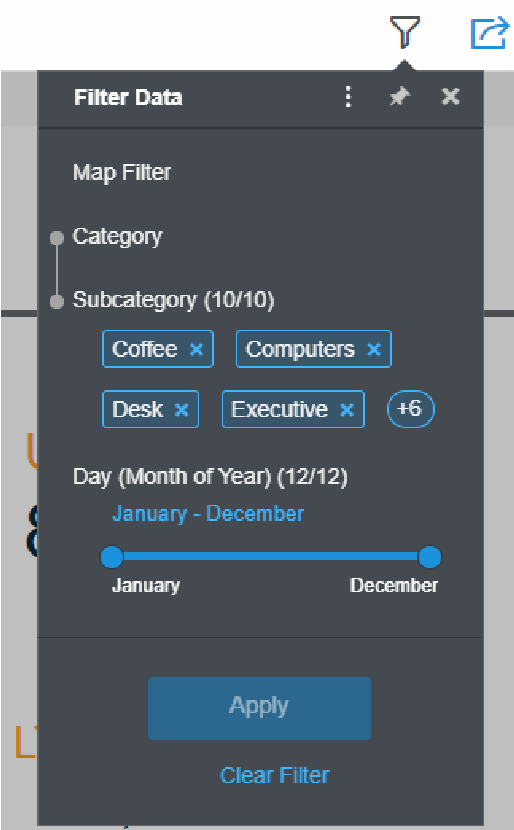 Filter Data
Map Filter
Category
Subcategory (10/10)
Coffee × Computers ×
Desk × Executive × +6
Day (Month of Year) (12/12)
January - December
January December
Apply
Clear Filter